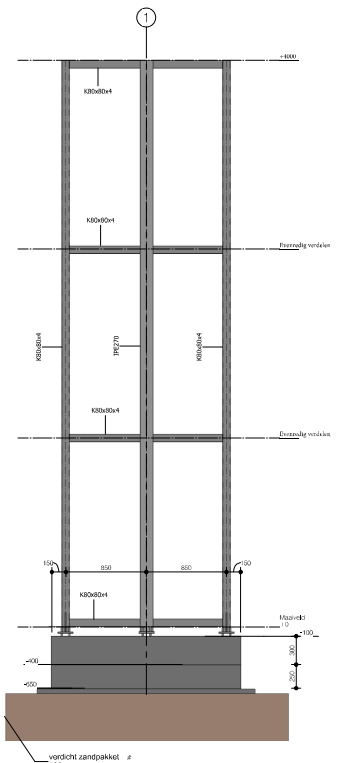 1
+4000
K80x80x4
K80x80x4
Evenredig verdelen
K80x80x4
IPE270
K80x80x4
K80x80x4
Evenredig verdelen
150
850
850
150
K80x80x4
Maaiveld
-100
300
-400
250
-650
verdicht zandpakket